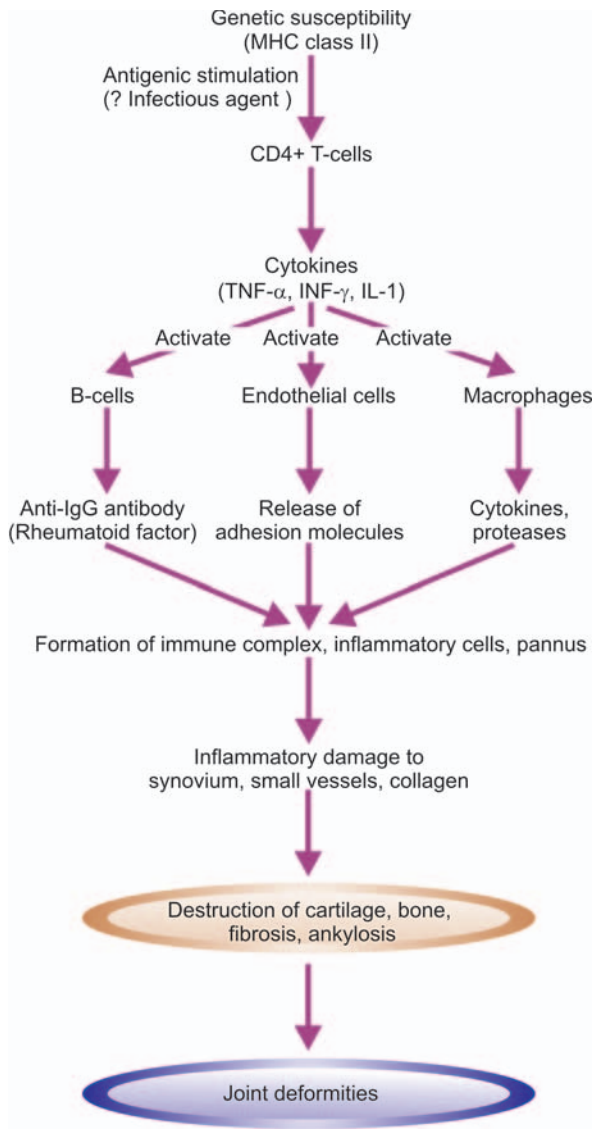 Genetic susceptibility
(MHC class II)
Antigenic stimulation
(? Infectious agent )
CD4+ T-cells
Cytokines
(TNF-α, INF-γ, IL-1)
Activate Activate Activate
B-cells Endothelial cells Macrophages
Anti-IgG antibody
(Rheumatoid factor)
Release of
adhesion molecules
Cytokines,
proteases
Formation of immune complex, inflammatory cells, pannus
Inflammatory damage to
synovium, small vessels, collagen
Destruction of cartilage, bone,
fibrosis, ankylosis
Joint deformities